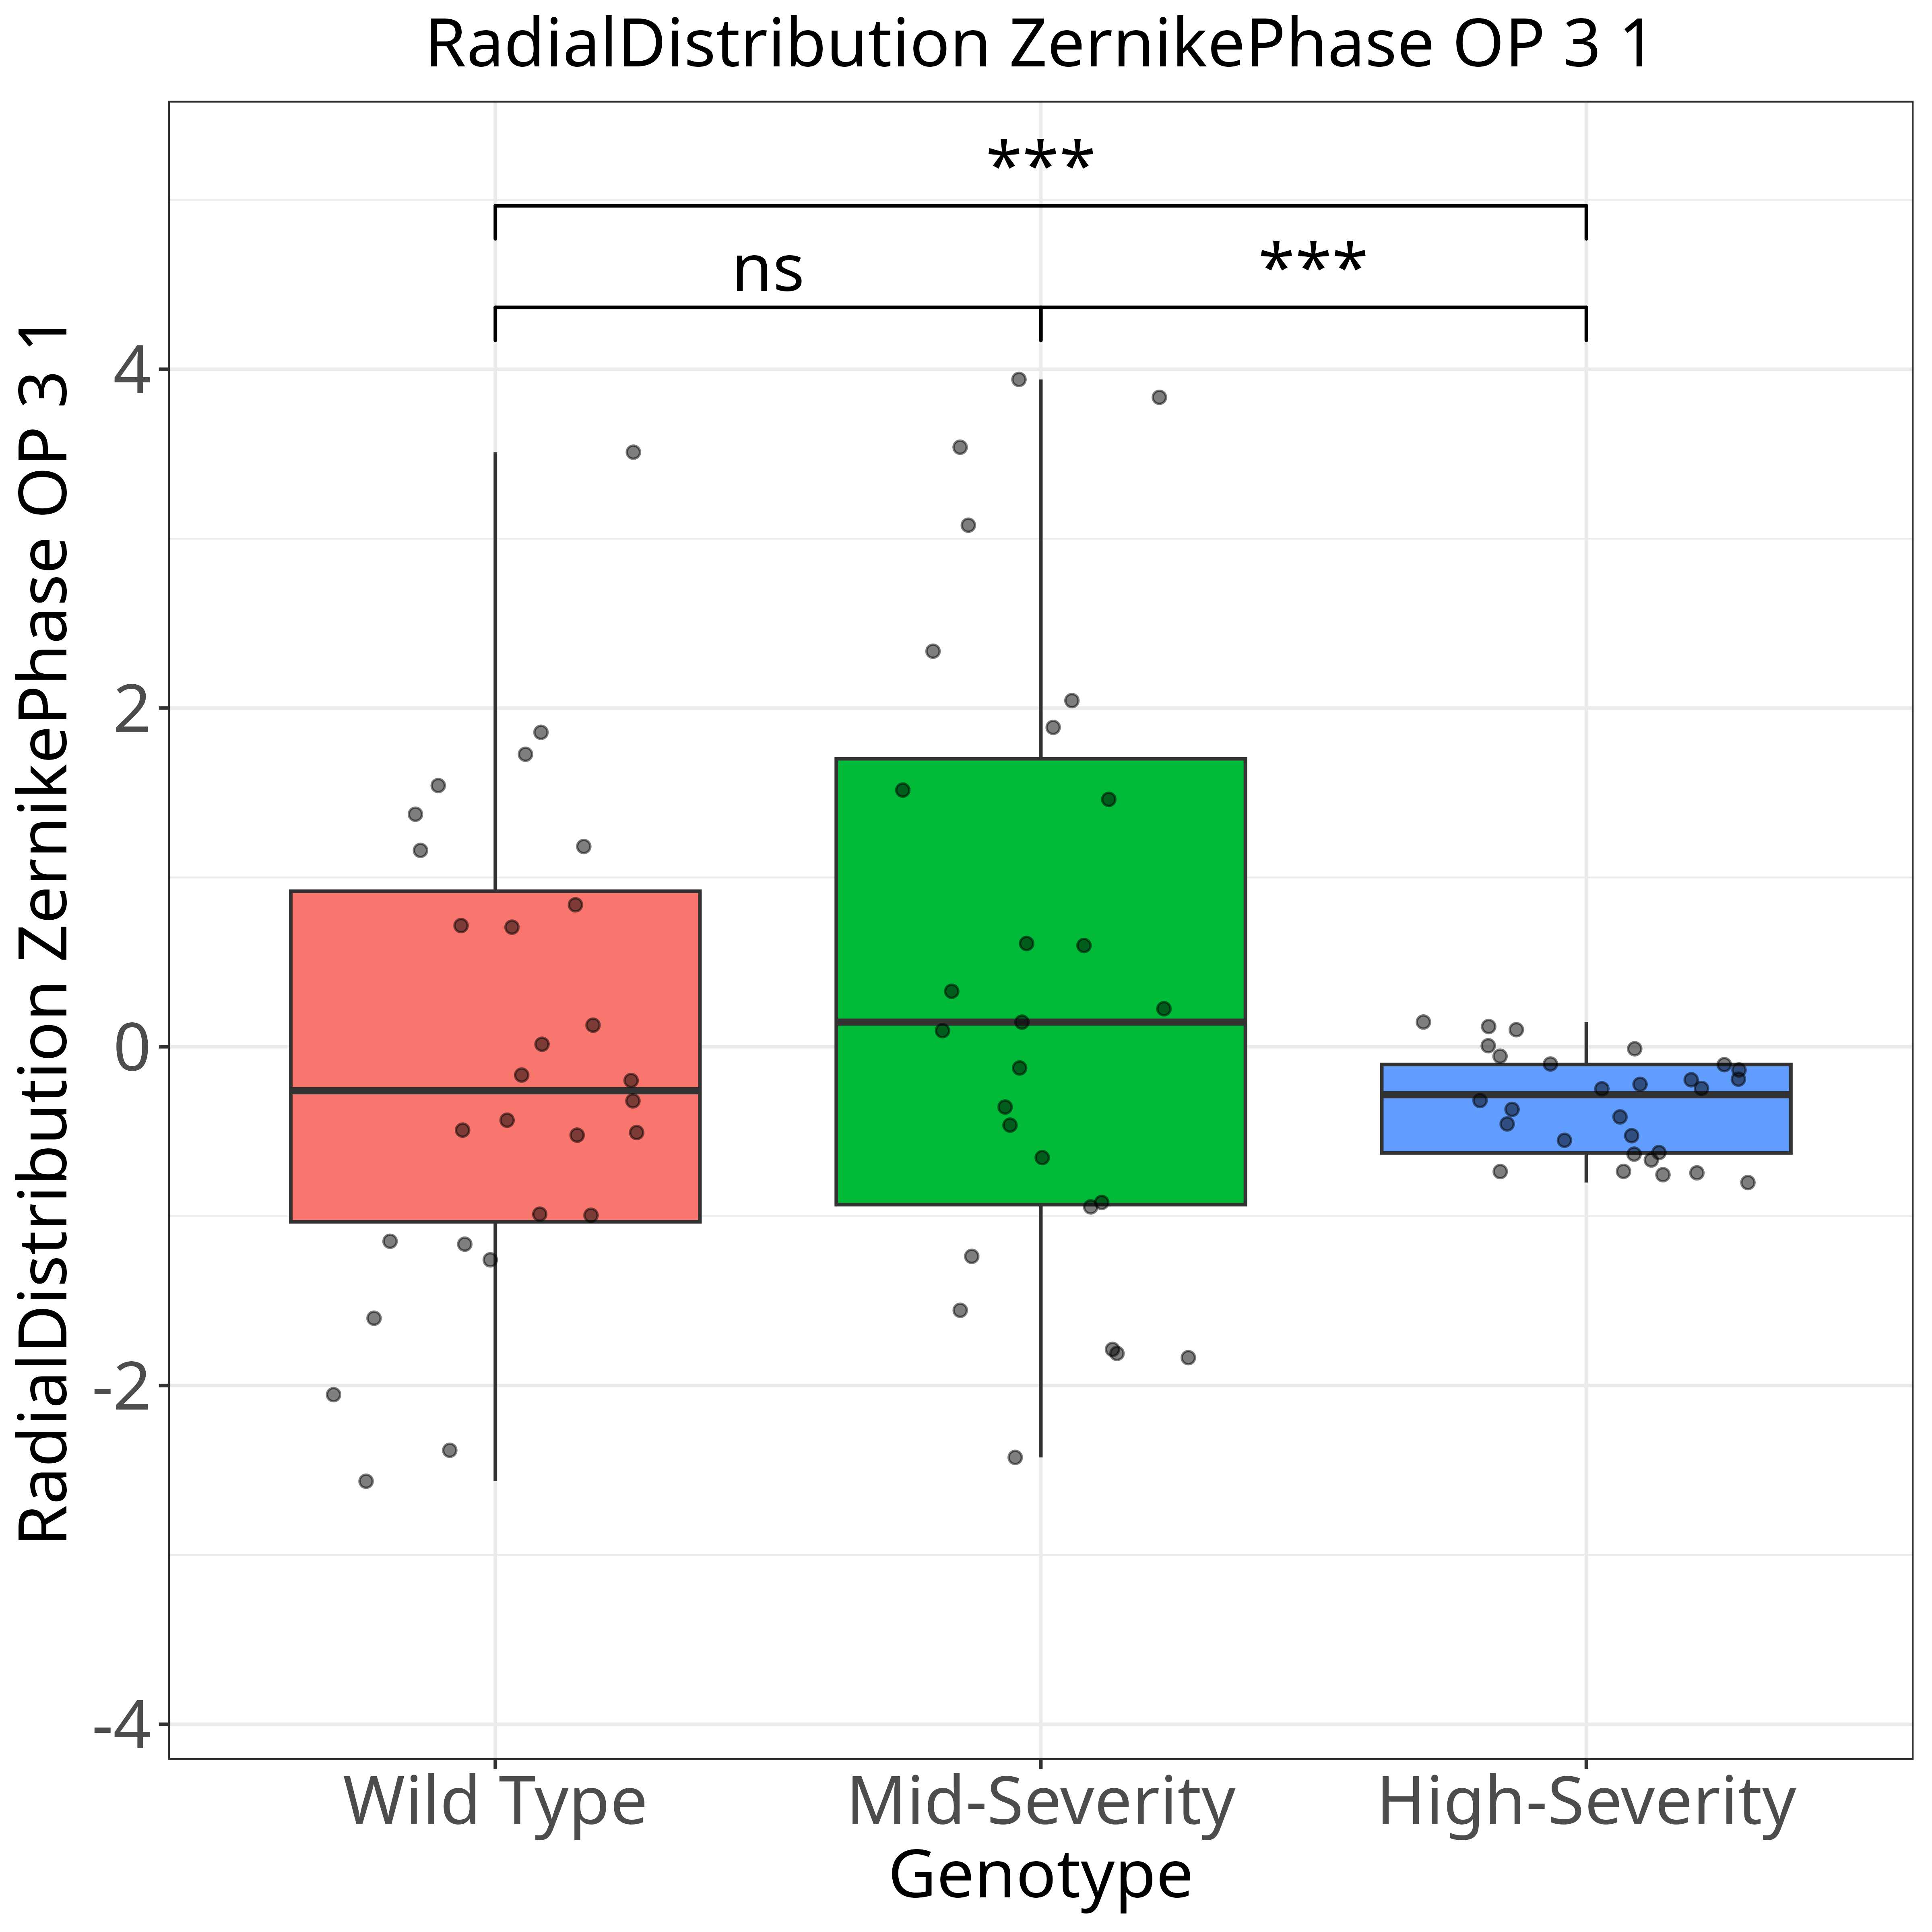 RadialDistribution ZernikePhase OP 3 1
***
ns
***
RadialDistribution ZernikePhase OP 3 1
4
2
0
-2
-4
Wild Type
Mid-Severity
High-Severity
Genotype